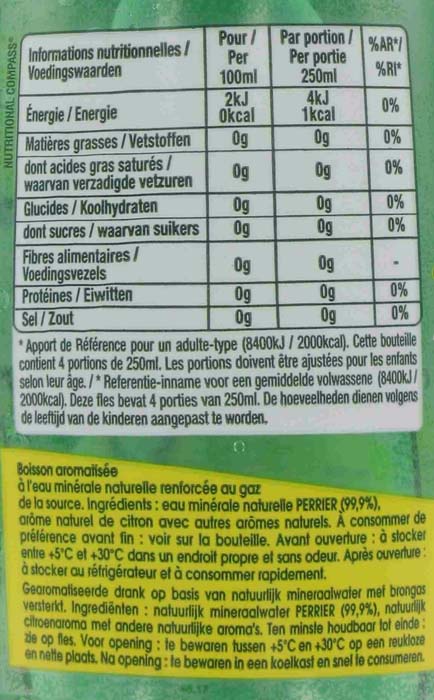 NUTRITIONAL COMPASS®
Informations nutritionnelles / Voedingswaarden Pour / Per 100ml Par portion / Per portie 250ml %AR*/ %RI*
Énergie / Energie 2kJ 0kcal 4kJ 1kcal 0%
Matières grasses / Vetstoffen 0g 0g 0%
dont acides gras saturés / waarvan verzadigde vetzuren 0g 0g 0%
Glucides / Koolhydraten 0g 0g 0%
dont sucres / waarvan suikers 0g 0g 0%
Fibres alimentaires / Voedingsvezels 0g 0g -
Protéines / Eiwitten 0g 0g 0%
Sel / Zout 0g 0g 0%
* Apport de Référence pour un adulte-type (8400kJ / 2000kcal). Cette bouteille
contient 4 portions de 250ml. Les portions doivent être ajustées pour les enfants
selon leur âge. / * Referentie-inname voor een gemiddelde volwassene (8400kJ /
2000kcal). Deze fles bevat 4 porties van 250ml. De hoeveelheden dienen volgens
de leeftijd van de kinderen aangepast te worden.
Boisson aromatisée
à l'eau minérale naturelle renforcée au gaz
de la source. Ingrédients : eau minérale naturelle PERRIER (99,9%),
arôme naturel de citron avec autres arômes naturels. À consommer de
préférence avant fin : voir sur la bouteille. Avant ouverture : à stocker
entre +5°C et +30°C dans un endroit propre et sans odeur. Après ouverture :
à stocker au réfrigérateur et à consommer rapidement.
Gearomatiseerde drank op basis van natuurlijk mineraalwater met brongas
versterkt. Ingrediënten : natuurlijk mineraalwater PERRIER (99,9%), natuurlijk
citroenaroma met andere natuurlijke aroma's. Ten minste houdbaar tot einde :
zie op fles. Voor opening : te bewaren tussen +5°C en +30°C op een reukloze
en nette plaats. Na opening : te bewaren in een koelkast en snel te consumeren.